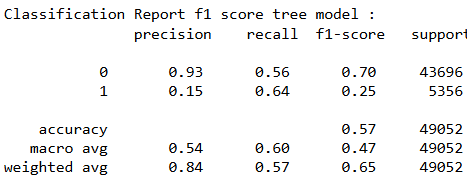 Classification Report f1 score tree model :
precision recall f1-score support
0 0.93 0.56 0.70 43696
1 0.15 0.64 0.25 5356
accuracy 0.57 49052
macro avg 0.54 0.60 0.47 49052
weighted avg 0.84 0.57 0.65 49052